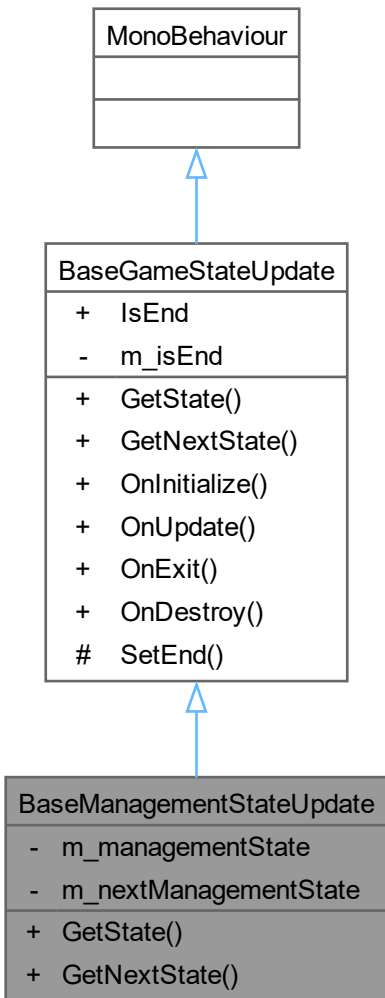 MonoBehaviour
BaseGameStateUpdate
+ IsEnd
- m_isEnd
+ GetState()
+ GetNextState()
+ OnInitialize()
+ OnUpdate()
+ OnExit()
+ OnDestroy()
# SetEnd()
BaseManagementStateUpdate
- m_managementState
- m_nextManagementState
+ GetState()
+ GetNextState()